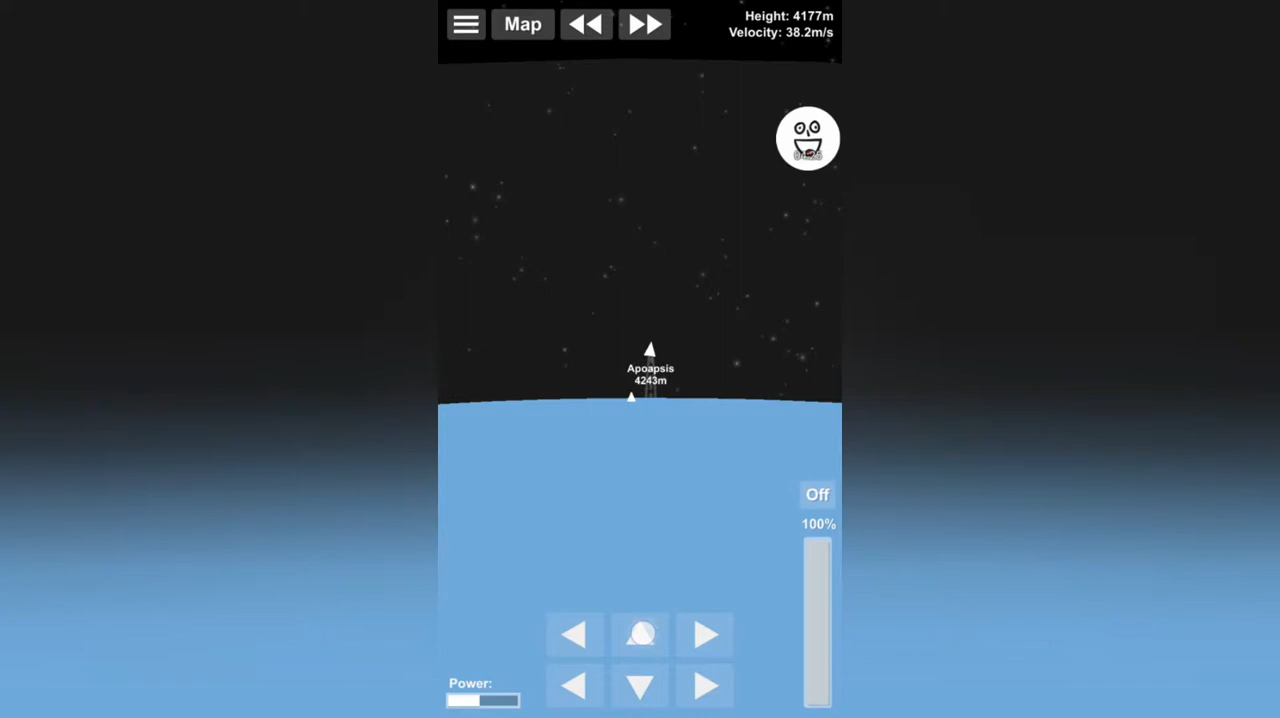 Map
Height: 4177m
Velocity: 38.2m/s
Apoapsis
4243m
Off
100%
Power: